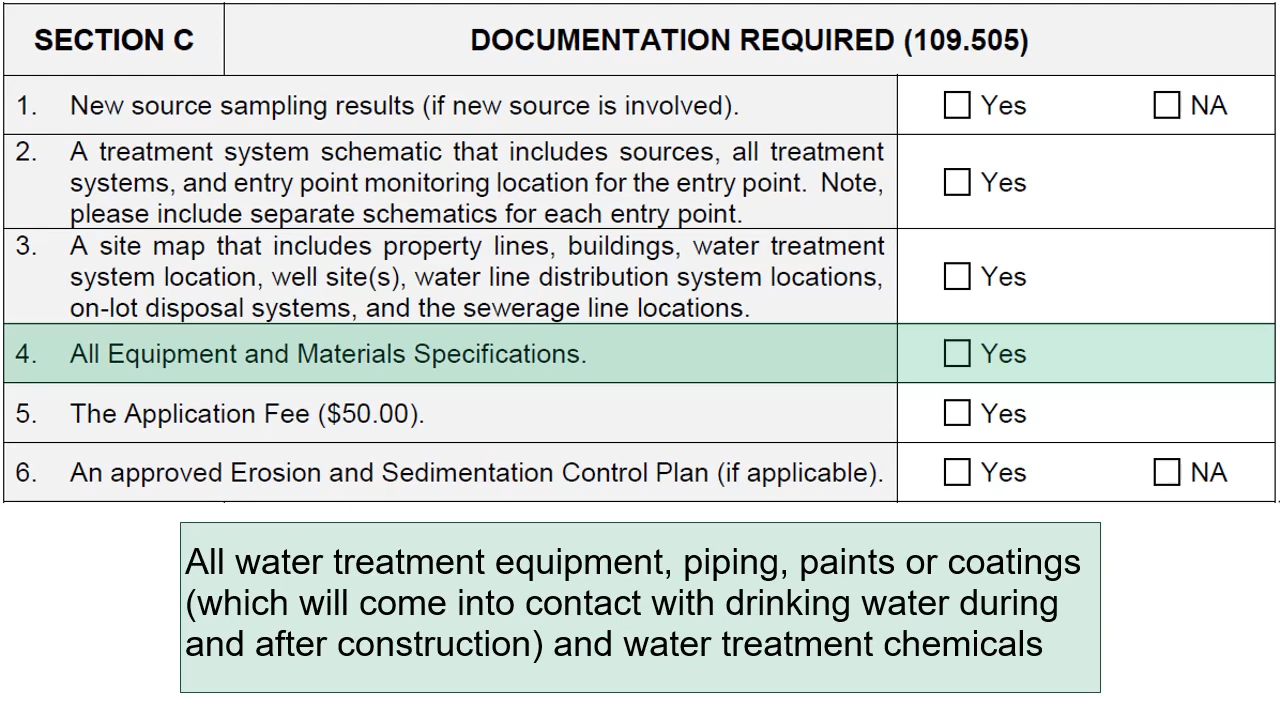 SECTION C
DOCUMENTATION REQUIRED (109.505)
1. New source sampling results (if new source is involved).
Yes
NA
2. A treatment system schematic that includes sources, all treatment
systems, and entry point monitoring location for the entry point. Note,
please include separate schematics for each entry point.
Yes
3. A site map that includes property lines, buildings, water treatment
system location, well site(s), water line distribution system locations,
on-lot disposal systems, and the sewerage line locations.
Yes
4. All Equipment and Materials Specifications.
Yes
5. The Application Fee ($50.00).
Yes
6. An approved Erosion and Sedimentation Control Plan (if applicable).
Yes
NA
All water treatment equipment, piping, paints or coatings
(which will come into contact with drinking water during
and after construction) and water treatment chemicals